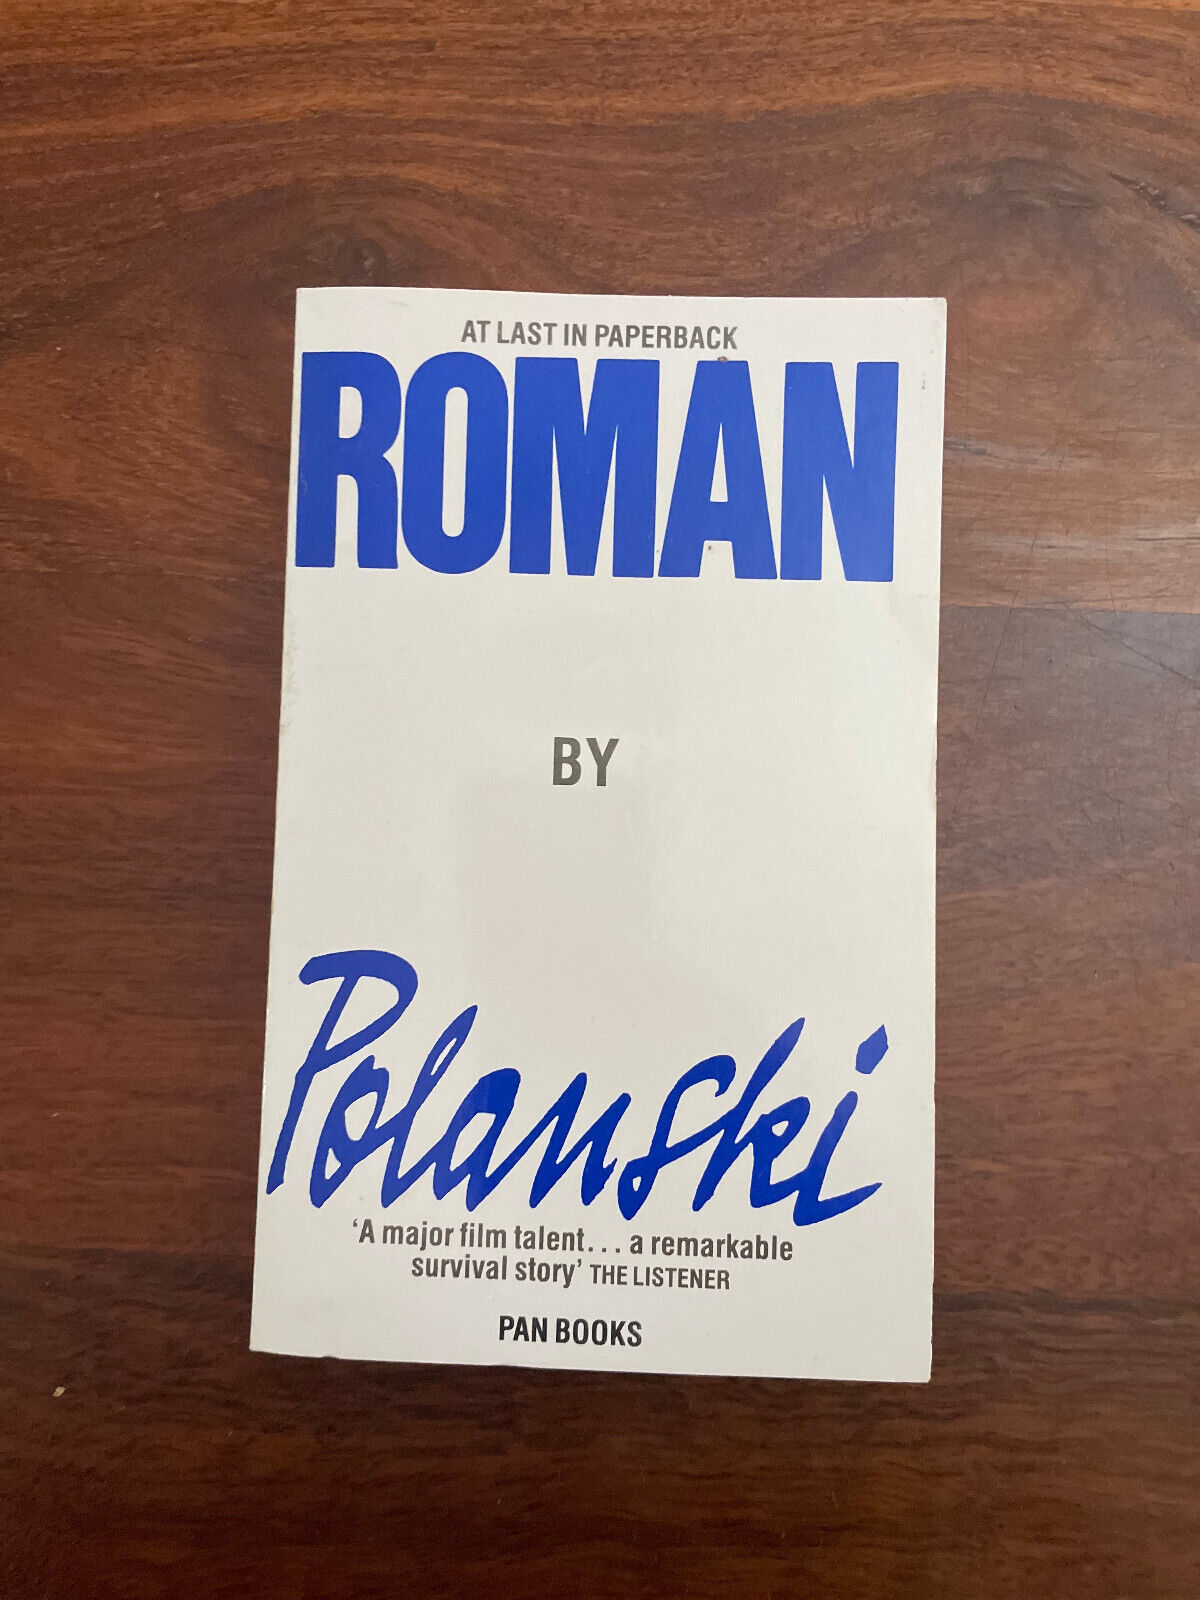 AT LAST IN PAPERBACK
ROMAN
BY
Polanski
‘A major film talent... a remarkable
survival story’ THE LISTENER
PAN BOOKS